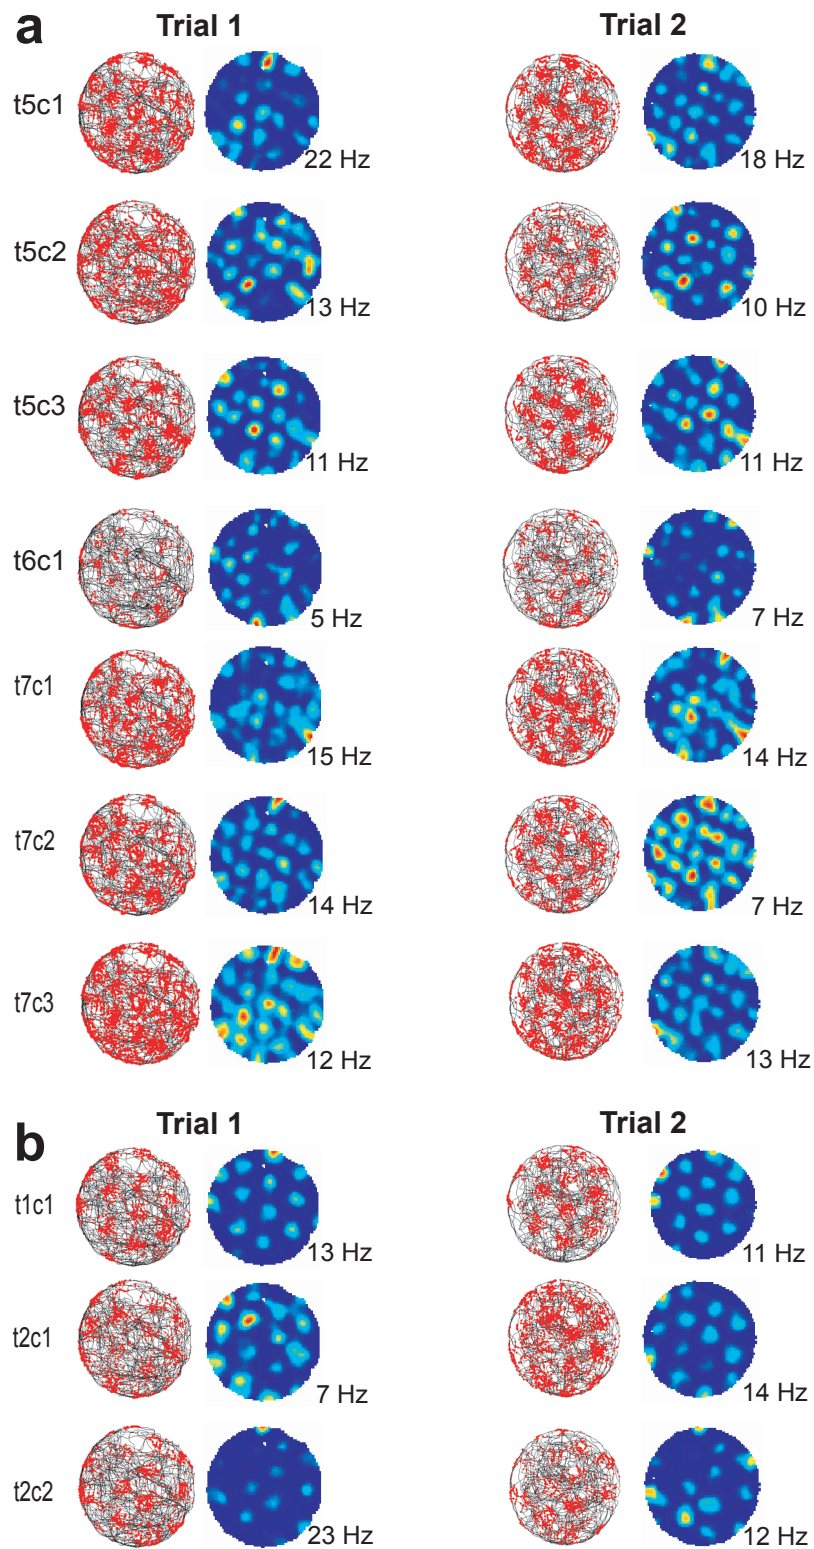 a
Trial 1 Trial 2
t5c1 22 Hz 18 Hz
t5c2 13 Hz 10 Hz
t5c3 11 Hz 11 Hz
t6c1 5 Hz 7 Hz
t7c1 15 Hz 14 Hz
t7c2 14 Hz 7 Hz
t7c3 12 Hz 13 Hz
b
Trial 1 Trial 2
t1c1 13 Hz 11 Hz
t2c1 7 Hz 14 Hz
t2c2 23 Hz 12 Hz